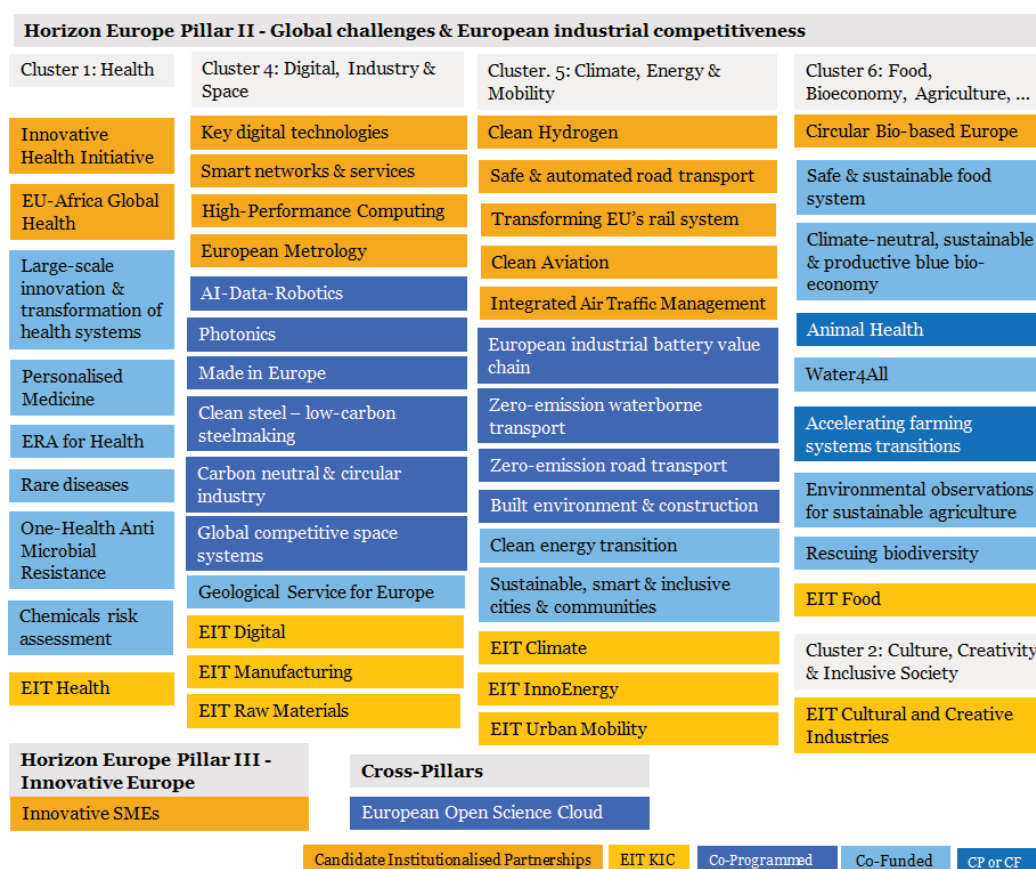 Horizon Europe Pillar II - Global challenges & European industrial competitiveness
Cluster 1: Health
Innovative
Health Initiative
EU-Africa Global
Health
Large-scale
innovation &
transformation of
health systems
Personalised
Medicine
ERA for Health
Rare diseases
One-Health Anti
Microbial
Resistance
Chemicals risk
assessment
EIT Health
Cluster 4: Digital, Industry &
Space
Key digital technologies
Smart networks & services
High-Performance Computing
European Metrology
AI-Data-Robotics
Photonics
Made in Europe
Clean steel – low-carbon
steelmaking
Carbon neutral & circular
industry
Global competitive space
systems
Geological Service for Europe
EIT Digital
EIT Manufacturing
EIT Raw Materials
Cluster. 5: Climate, Energy &
Mobility
Clean Hydrogen
Safe & automated road transport
Transforming EU's rail system
Clean Aviation
Integrated Air Traffic Management
European industrial battery value
chain
Zero-emission waterborne
transport
Zero-emission road transport
Built environment & construction
Clean energy transition
Sustainable, smart & inclusive
cities & communities
EIT Climate
EIT InnoEnergy
EIT Urban Mobility
Cluster 6: Food,
Bioeconomy, Agriculture, ...
Circular Bio-based Europe
Safe & sustainable food
system
Climate-neutral, sustainable
& productive blue bio-
economy
Animal Health
Water4All
Accelerating farming
systems transitions
Environmental observations
for sustainable agriculture
Rescuing biodiversity
EIT Food
Cluster 2: Culture, Creativity
& Inclusive Society
EIT Cultural and Creative
Industries
Horizon Europe Pillar III -
Innovative Europe
Innovative SMEs
Cross-Pillars
European Open Science Cloud
Candidate Institutionalised Partnerships
EIT KIC
Co-Programmed
Co-Funded
CP or CF